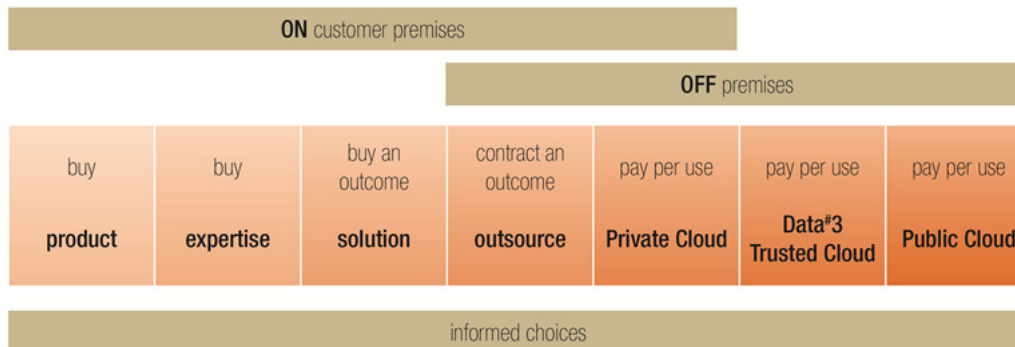 ON customer premises
OFF premises
buy
product
buy
expertise
buy an
outcome
solution
contract an
outcome
outsource
pay per use
Private Cloud
pay per use
Data#3
Trusted Cloud
pay per use
Public Cloud
informed choices